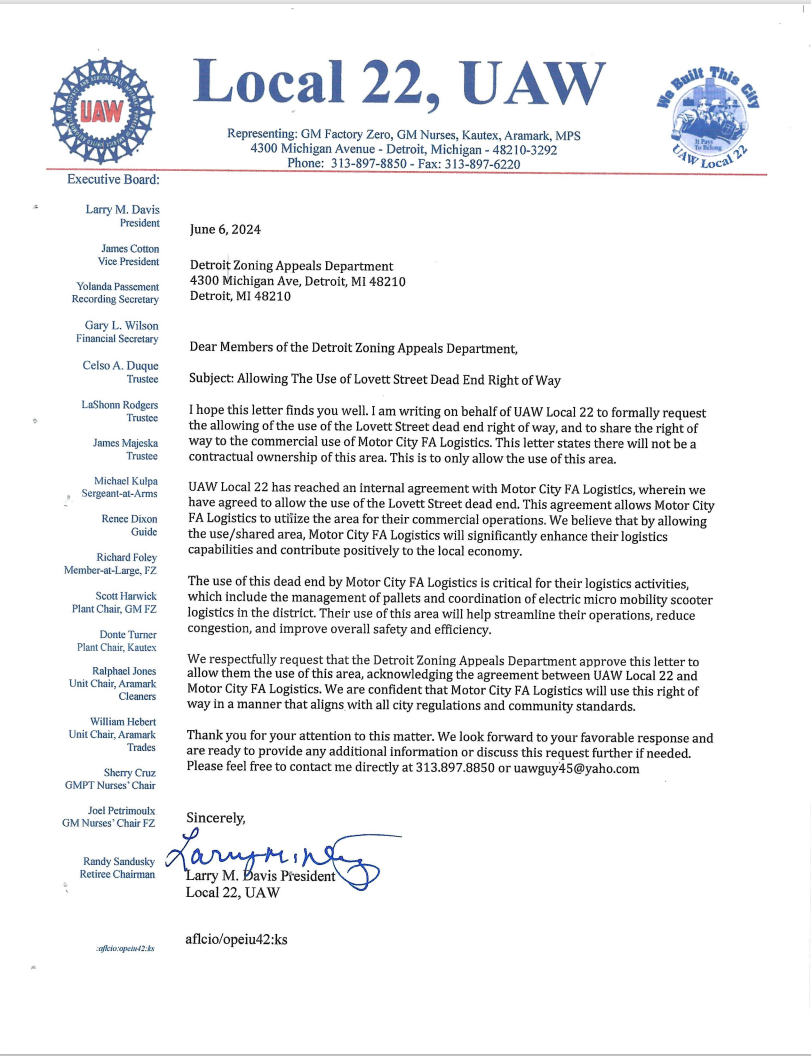 Local 22, UAW
UAW
We Built This City
It Pays
To Belong
UAW Local 22
Representing: GM Factory Zero, GM Nurses, Kautex, Aramark, MPS
4300 Michigan Avenue - Detroit, Michigan - 48210-3292
Phone: 313-897-8850 - Fax: 313-897-6220
Executive Board:
Larry M. Davis
President
James Cotton
Vice President
Yolanda Passement
Recording Secretary
Gary L. Wilson
Financial Secretary
Celso A. Duque
Trustee
LaShonn Rodgers
Trustee
James Majeska
Trustee
Michael Kulpa
Sergeant-at-Arms
Renee Dixon
Guide
Richard Foley
Member-at-Large, FZ
Scott Harwick
Plant Chair, GM FZ
Donte Turner
Plant Chair, Kautex
Ralphael Jones
Unit Chair, Aramark
Cleaners
William Hebert
Unit Chair, Aramark
Trades
Sherry Cruz
GMPT Nurses' Chair
Joel Petrimoulx
GM Nurses' Chair FZ
Randy Sandusky
Retiree Chairman
:aflcio:opeiu42:ks
June 6, 2024
Detroit Zoning Appeals Department
4300 Michigan Ave, Detroit, MI 48210
Detroit, MI 48210
Dear Members of the Detroit Zoning Appeals Department,
Subject: Allowing The Use of Lovett Street Dead End Right of Way
I hope this letter finds you well. I am writing on behalf of UAW Local 22 to formally request
the allowing of the use of the Lovett Street dead end right of way, and to share the right of
way to the commercial use of Motor City FA Logistics. This letter states there will not be a
contractual ownership of this area. This is to only allow the use of this area.
UAW Local 22 has reached an internal agreement with Motor City FA Logistics, wherein we
have agreed to allow the use of the Lovett Street dead end. This agreement allows Motor City
FA Logistics to utilize the area for their commercial operations. We believe that by allowing
the use/shared area, Motor City FA Logistics will significantly enhance their logistics
capabilities and contribute positively to the local economy.
The use of this dead end by Motor City FA Logistics is critical for their logistics activities,
which include the management of pallets and coordination of electric micro mobility scooter
logistics in the district. Their use of this area will help streamline their operations, reduce
congestion, and improve overall safety and efficiency.
We respectfully request that the Detroit Zoning Appeals Department approve this letter to
allow them the use of this area, acknowledging the agreement between UAW Local 22 and
Motor City FA Logistics. We are confident that Motor City FA Logistics will use this right of
way in a manner that aligns with all city regulations and community standards.
Thank you for your attention to this matter. We look forward to your favorable response and
are ready to provide any additional information or discuss this request further if needed.
Please feel free to contact me directly at 313.897.8850 or uawguy45@yaho.com
Sincerely,
Larry M. Davis
Larry M. Davis President
Local 22, UAW
aflcio/opeiu42:ks